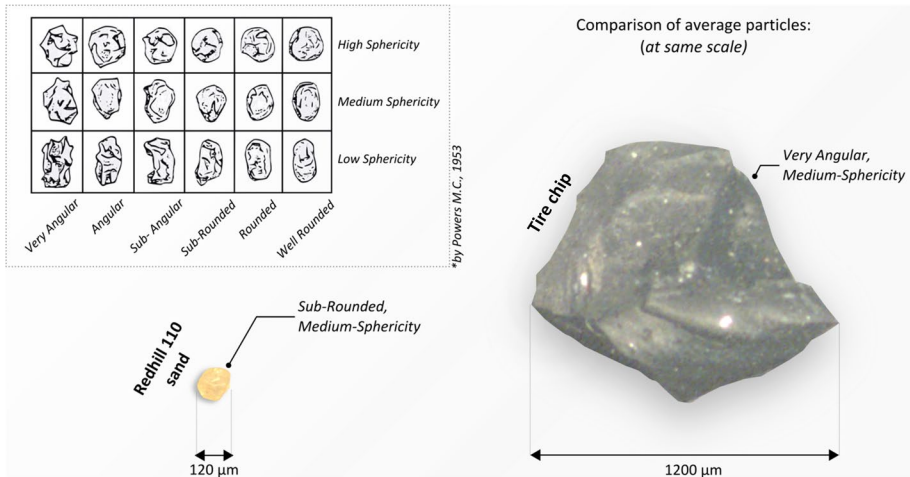 High Sphericity
Medium Sphericity
Low Sphericity
Very Angular
Angular
Sub- Angular
Sub-Rounded
Rounded
Well Rounded
*by Powers M.C., 1953
Comparison of average particles:
(at same scale)
Tire chip
Very Angular,
Medium-Sphericity
Redhill 110
sand
Sub-Rounded,
Medium-Sphericity
120 μm
1200 μm